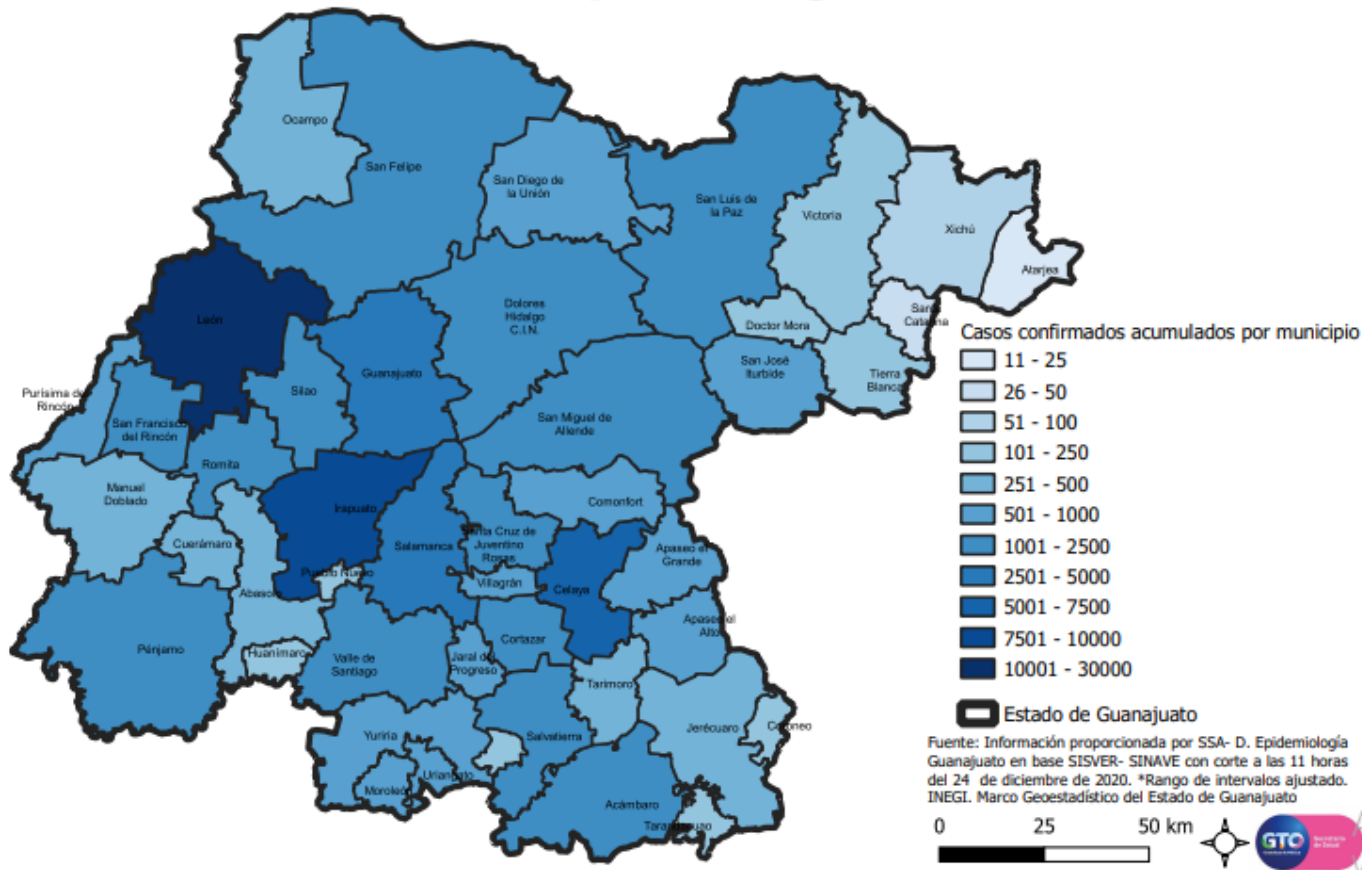 Ocampo
San Felipe
San Diego de
la Unión
San Luis de
la Paz
Victoria
Xichú
Atarjea
León
Dolores
Hidalgo
C.I.N.
Doctor Mora
Santa
Catarina
Guanajuato
Silao
San José
Iturbide
Tierra
Blanca
Purísima del
Rincón
San Francisco
del Rincón
San Miguel de
Allende
Romita
Manuel
Doblado
Irapuato
Comonfort
Cuerámaro
Salamanca
Santa Cruz de
Juventino
Rosas
Apaseo el
Grande
Pueblo Nuevo
Villagrán
Celaya
Abasolo
Apaseo el
Alto
Pénjamo
Huanímaro
Valle de
Santiago
Jaral del
Progreso
Cortazar
Tarimoro
Yuriria
Salvatierra
Jerécuaro
Coroneo
Uriangato
Moroleón
Acámbaro
Tarandacuao
Casos confirmados acumulados por municipio
11 - 25
26 - 50
51 - 100
101 - 250
251 - 500
501 - 1000
1001 - 2500
2501 - 5000
5001 - 7500
7501 - 10000
10001 - 30000
Estado de Guanajuato
Fuente: Información proporcionada por SSA- D. Epidemiología
Guanajuato en base SISVER- SINAVE con corte a las 11 horas
del 24 de diciembre de 2020. *Rango de intervalos ajustado.
INEGI. Marco Geoestadístico del Estado de Guanajuato
0 25 50 km
GTO
Secretaría
de Salud